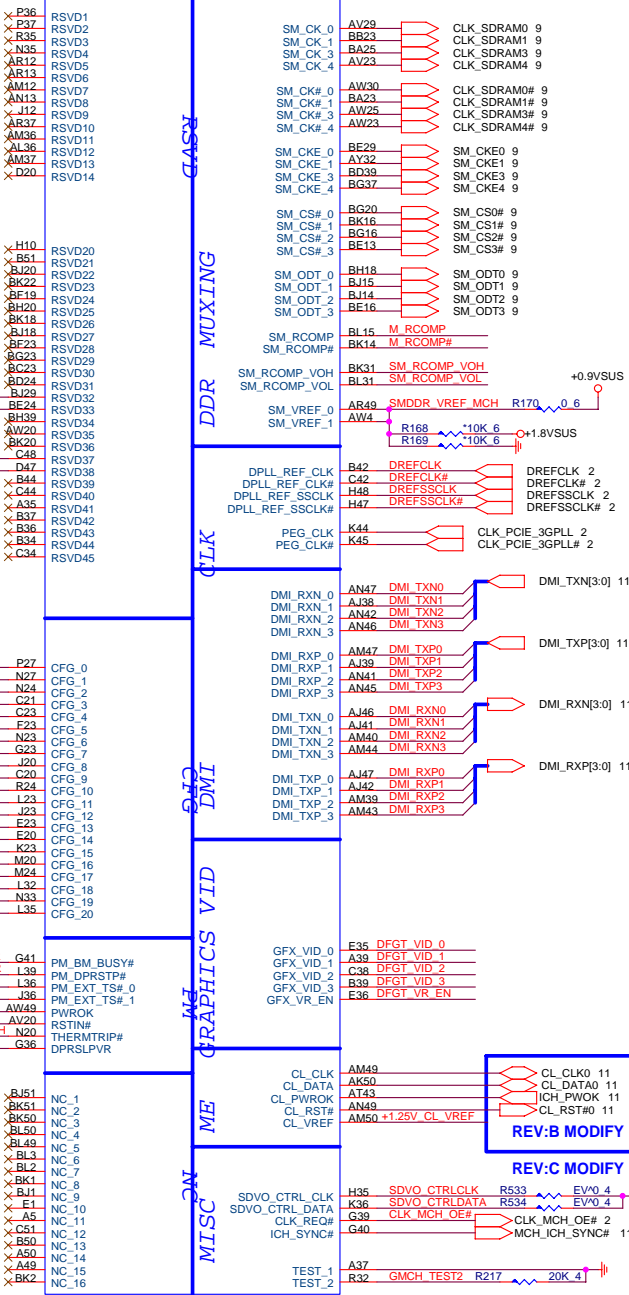 P36 RSVD1
P37 RSVD2
R35 RSVD3
N35 RSVD4
AR12 RSVD5
AR13 RSVD6
AM12 RSVD7
AN13 RSVD8
J12 RSVD9
AR37 RSVD10
AM36 RSVD11
AL36 RSVD12
AM37 RSVD13
D20 RSVD14
H10 RSVD20
B51 RSVD21
BJ20 RSVD22
BK22 RSVD23
BF19 RSVD24
BH20 RSVD25
BK18 RSVD26
BJ18 RSVD27
BF23 RSVD28
BG23 RSVD29
BC23 RSVD30
BD24 RSVD31
BJ29 RSVD32
BE24 RSVD33
BH39 RSVD34
AW20 RSVD35
BK20 RSVD36
C48 RSVD37
D47 RSVD38
B44 RSVD39
C44 RSVD40
A35 RSVD41
B37 RSVD42
B36 RSVD43
B34 RSVD44
C34 RSVD45
RSVD
P27 CFG_0
N27 CFG_1
N24 CFG_2
C21 CFG_3
C23 CFG_4
F23 CFG_5
N23 CFG_6
G23 CFG_7
J20 CFG_8
C20 CFG_9
R24 CFG_10
L23 CFG_11
J23 CFG_12
E23 CFG_13
E20 CFG_14
K23 CFG_15
M20 CFG_16
M24 CFG_17
L32 CFG_18
N33 CFG_19
L35 CFG_20
CFG
G41 PM_BM_BUSY#
L39 PM_DPRSTP#
L36 PM_EXT_TS#_0
J36 PM_EXT_TS#_1
AW49 PWROK
AV20 RSTIN#
H N20 THERMTRIP#
G36 DPRSLPVR
PM
BJ51 NC_1
BK51 NC_2
BK50 NC_3
BL50 NC_4
BL49 NC_5
BL3 NC_6
BL2 NC_7
BK1 NC_8
BJ1 NC_9
E1 NC_10
A5 NC_11
C51 NC_12
B50 NC_13
A50 NC_14
A49 NC_15
BK2 NC_16
NC
DDR MUXING
SM_CK_0 AV29 CLK_SDRAM0 9
SM_CK_1 BB23 CLK_SDRAM1 9
SM_CK_3 BA25 CLK_SDRAM3 9
SM_CK_4 AV23 CLK_SDRAM4 9
SM_CK#_0 AW30 CLK_SDRAM0# 9
SM_CK#_1 BA23 CLK_SDRAM1# 9
SM_CK#_3 AW25 CLK_SDRAM3# 9
SM_CK#_4 AW23 CLK_SDRAM4# 9
SM_CKE_0 BE29 SM_CKE0 9
SM_CKE_1 AY32 SM_CKE1 9
SM_CKE_3 BD39 SM_CKE3 9
SM_CKE_4 BG37 SM_CKE4 9
SM_CS#_0 BG20 SM_CS0# 9
SM_CS#_1 BK16 SM_CS1# 9
SM_CS#_2 BG16 SM_CS2# 9
SM_CS#_3 BE13 SM_CS3# 9
SM_ODT_0 BH18 SM_ODT0 9
SM_ODT_1 BJ15 SM_ODT1 9
SM_ODT_2 BJ14 SM_ODT2 9
SM_ODT_3 BE16 SM_ODT3 9
SM_RCOMP BL15 M_RCOMP
SM_RCOMP# BK14 M_RCOMP#
SM_RCOMP_VOH BK31 SM_RCOMP_VOH
SM_RCOMP_VOL BL31 SM_RCOMP_VOL
+0.9VSUS
SM_VREF_0 AR49 SMDDR_VREF_MCH R170 0_6
SM_VREF_1 AW4
R168 *10K_6 +1.8VSUS
R169 *10K_6
CLK
DPLL_REF_CLK B42 DREFCLK DREFCLK 2
DPLL_REF_CLK# C42 DREFCLK# DREFCLK# 2
DPLL_REF_SSCLK H48 DREFSSCLK DREFSSCLK 2
DPLL_REF_SSCLK# H47 DREFSSCLK# DREFSSCLK# 2
PEG_CLK K44 CLK_PCIE_3GPLL 2
PEG_CLK# K45 CLK_PCIE_3GPLL# 2
DMI
DMI_RXN_0 AN47 DMI_TXN0 DMI_TXN[3:0] 11
DMI_RXN_1 AJ38 DMI_TXN1
DMI_RXN_2 AN42 DMI_TXN2
DMI_RXN_3 AN46 DMI_TXN3
DMI_RXP_0 AM47 DMI_TXP0 DMI_TXP[3:0] 11
DMI_RXP_1 AJ39 DMI_TXP1
DMI_RXP_2 AN41 DMI_TXP2
DMI_RXP_3 AN45 DMI_TXP3
DMI_TXN_0 AJ46 DMI_RXN0 DMI_RXN[3:0] 11
DMI_TXN_1 AJ41 DMI_RXN1
DMI_TXN_2 AM40 DMI_RXN2
DMI_TXN_3 AM44 DMI_RXN3
DMI_TXP_0 AJ47 DMI_RXP0 DMI_RXP[3:0] 11
DMI_TXP_1 AJ42 DMI_RXP1
DMI_TXP_2 AM39 DMI_RXP2
DMI_TXP_3 AM43 DMI_RXP3
GRAPHICS VID
GFX_VID_0 E35 DFGT_VID_0
GFX_VID_1 A39 DFGT_VID_1
GFX_VID_2 C38 DFGT_VID_2
GFX_VID_3 B39 DFGT_VID_3
GFX_VR_EN E36 DFGT_VR_EN
ME
CL_CLK AM49 CL_CLK0 11
CL_DATA AK50 CL_DATA0 11
CL_PWROK AT43 ICH_PWOK 11
CL_RST# AN49 CL_RST#0 11
CL_VREF AM50 +1.25V_CL_VREF
REV:B MODIFY
REV:C MODIFY
MISC
SDVO_CTRL_CLK H35 SDVO_CTRLCLK R533 EV^0_4
SDVO_CTRL_DATA K36 SDVO_CTRLDATA R534 EV^0_4
CLK_REQ# G39 CLK_MCH_OE# CLK_MCH_OE# 2
ICH_SYNC# G40 MCH_ICH_SYNC# 11
TEST_1 A37
TEST_2 R32 GMCH_TEST2 R217 20K_4